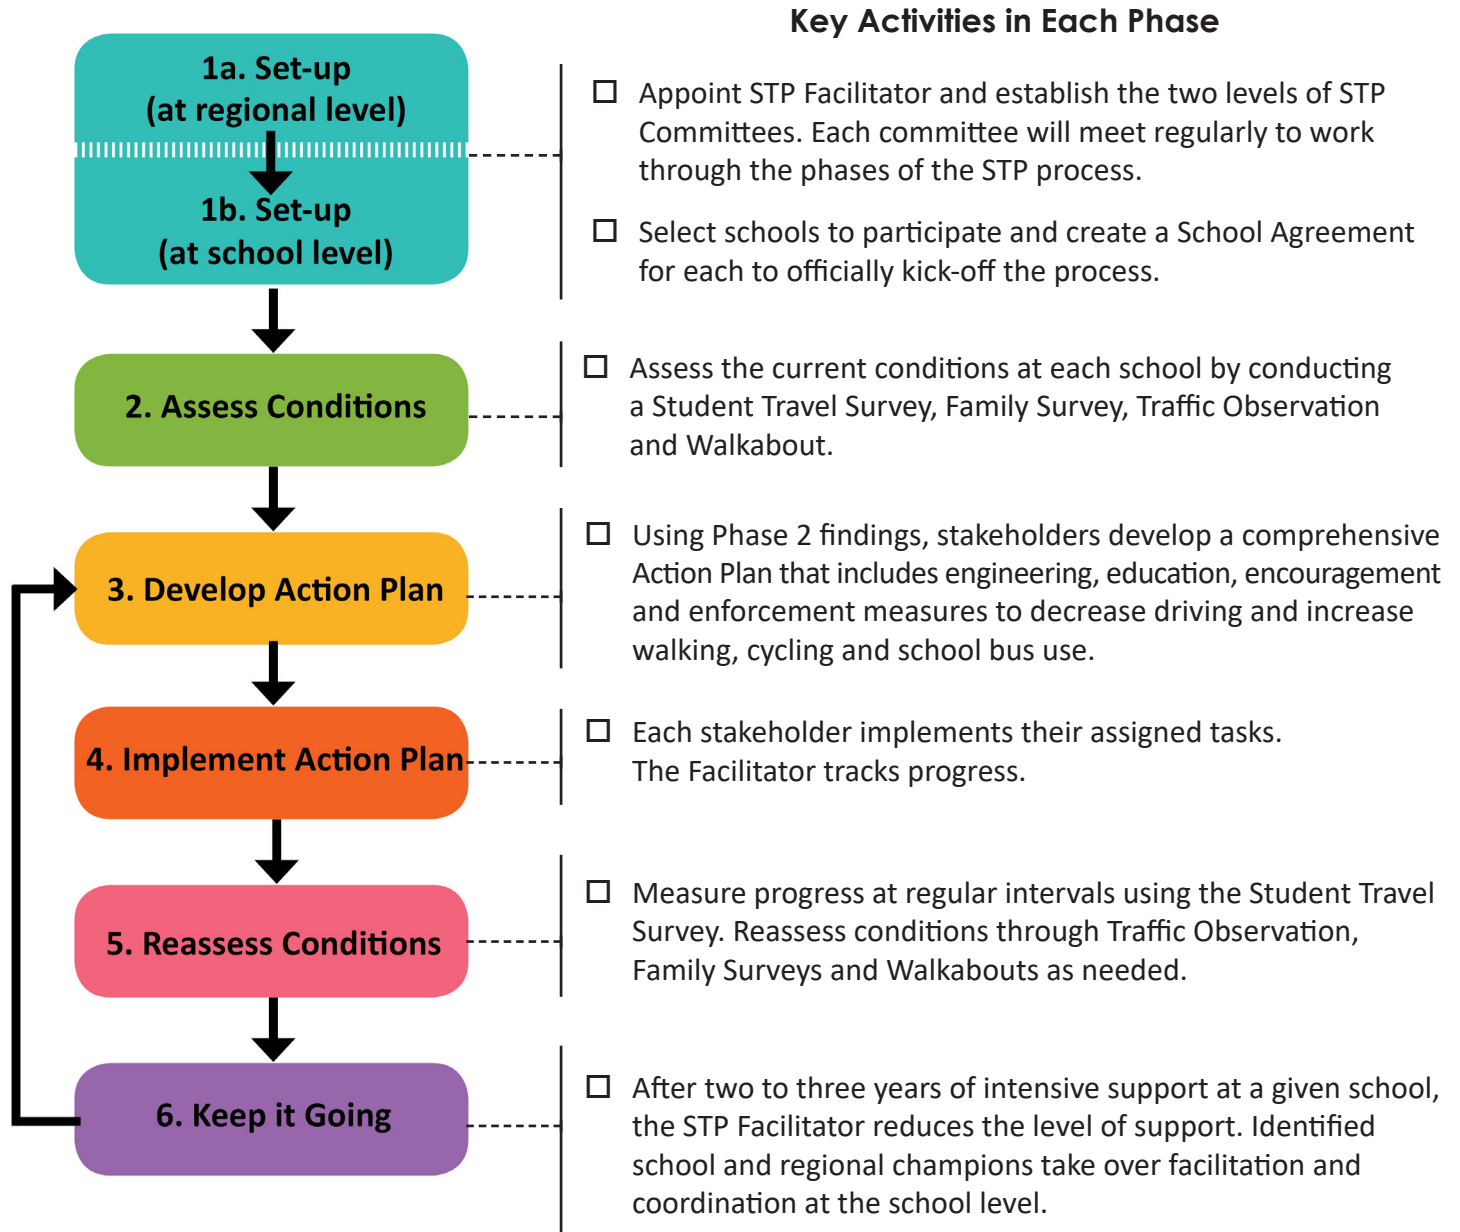 Key Activities in Each Phase
1a. Set-up
(at regional level)
1b. Set-up
(at school level)
☐ Appoint STP Facilitator and establish the two levels of STP
Committees. Each committee will meet regularly to work
through the phases of the STP process.
☐ Select schools to participate and create a School Agreement
for each to officially kick-off the process.
2. Assess Conditions
☐ Assess the current conditions at each school by conducting
a Student Travel Survey, Family Survey, Traffic Observation
and Walkabout.
3. Develop Action Plan
☐ Using Phase 2 findings, stakeholders develop a comprehensive
Action Plan that includes engineering, education, encouragement
and enforcement measures to decrease driving and increase
walking, cycling and school bus use.
4. Implement Action Plan
☐ Each stakeholder implements their assigned tasks.
The Facilitator tracks progress.
5. Reassess Conditions
☐ Measure progress at regular intervals using the Student Travel
Survey. Reassess conditions through Traffic Observation,
Family Surveys and Walkabouts as needed.
6. Keep it Going
☐ After two to three years of intensive support at a given school,
the STP Facilitator reduces the level of support. Identified
school and regional champions take over facilitation and
coordination at the school level.